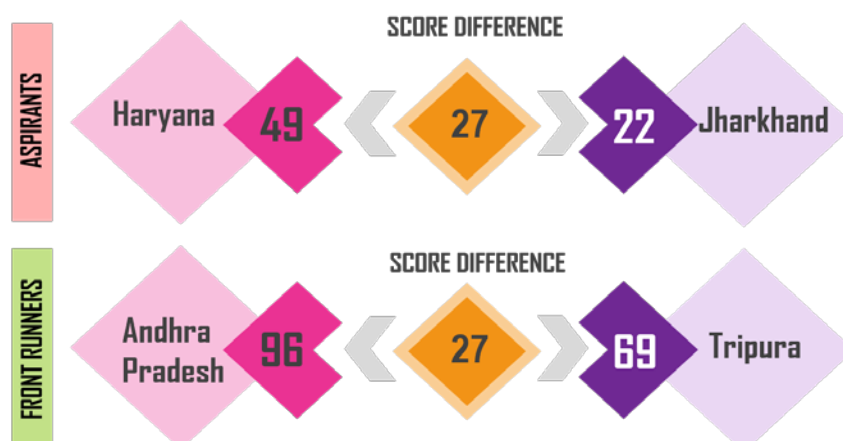 SCORE DIFFERENCE
ASPIRANTS
Haryana
49
27
22
Jharkhand
SCORE DIFFERENCE
FRONT RUNNERS
Andhra
Pradesh
96
27
69
Tripura